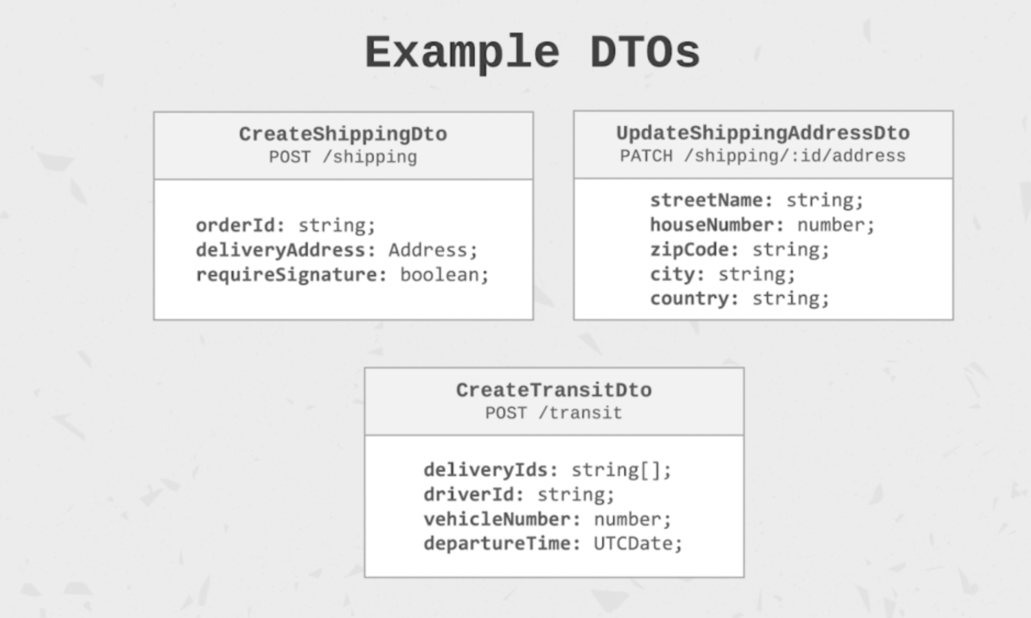 Example DTOs
CreateShippingDto
POST /shipping
orderId: string;
deliveryAddress: Address;
requireSignature: boolean;
UpdateShippingAddressDto
PATCH /shipping/:id/address
streetName: string;
houseNumber: number;
zipCode: string;
city: string;
country: string;
CreateTransitDto
POST /transit
deliveryIds: string[];
driverId: string;
vehicleNumber: number;
departureTime: UTCDate;